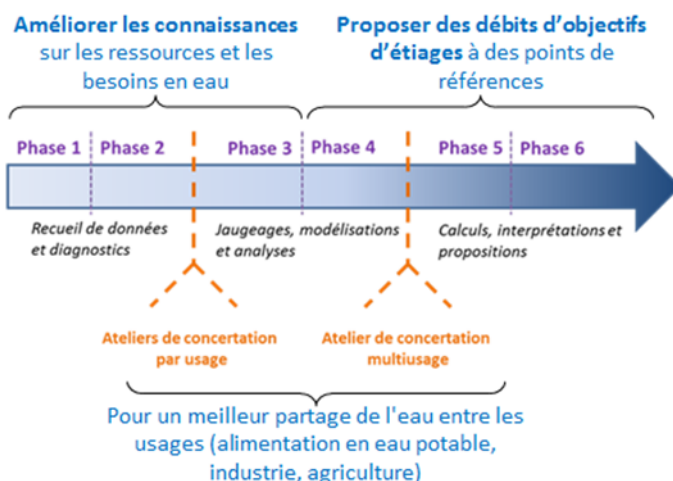 Améliorer les connaissances
sur les ressources et les
besoins en eau
Proposer des débits d'objectifs
d'étiages à des points de
références
Phase 1
Phase 2
Phase 3
Phase 4
Phase 5
Phase 6
Recueil de données
et diagnostics
Jaugeages, modélisations
et analyses
Calculs, interprétations et
propositions
Ateliers de concertation
par usage
Atelier de concertation
multiusage
Pour un meilleur partage de l'eau entre les
usages (alimentation en eau potable,
industrie, agriculture)